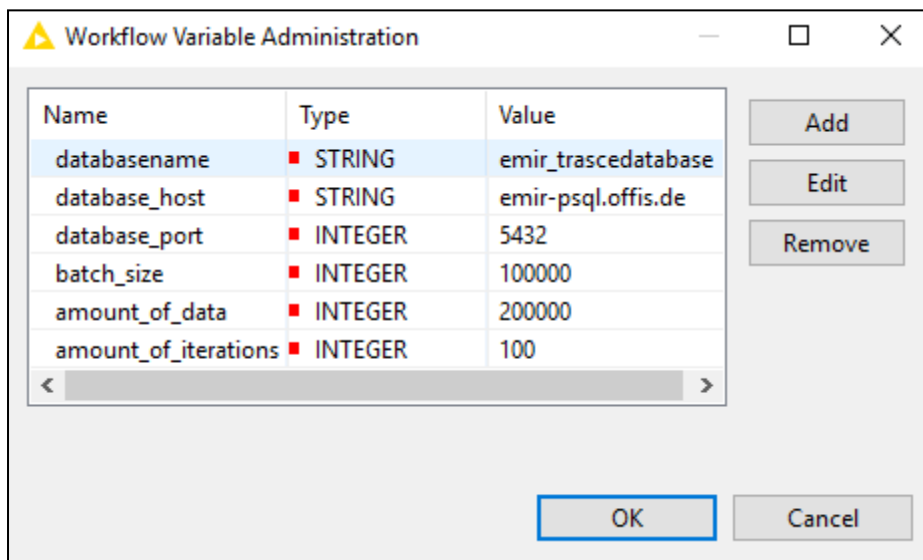 Workflow Variable Administration
Name Type Value
databasename STRING emir_trascedatabase
database_host STRING emir-psql.offis.de
database_port INTEGER 5432
batch_size INTEGER 100000
amount_of_data INTEGER 200000
amount_of_iterations INTEGER 100
Add
Edit
Remove
OK Cancel